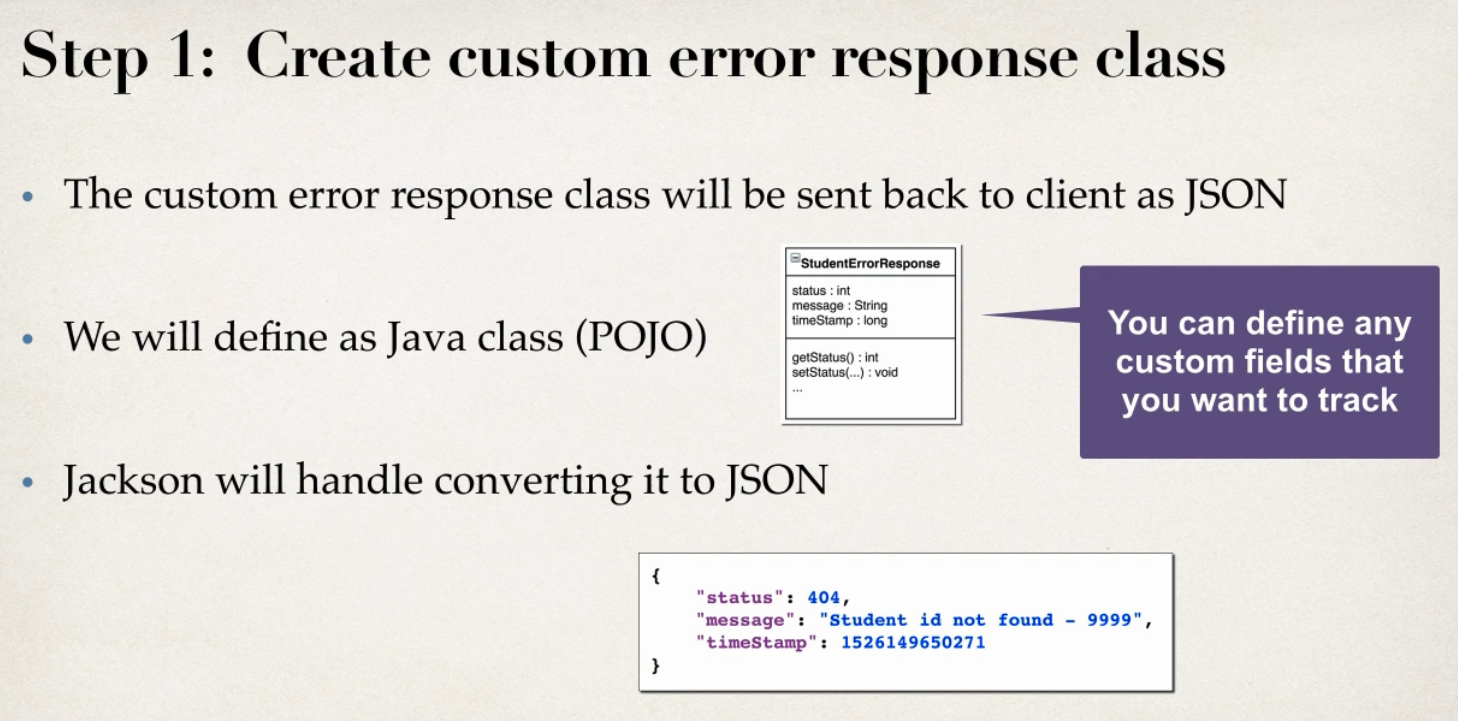 Step 1: Create custom error response class
• The custom error response class will be sent back to client as JSON
StudentErrorResponse
status : int
message : String
timeStamp : long
getStatus() : int
setStatus(...) : void
...
You can define any
custom fields that
you want to track
• We will define as Java class (POJO)
• Jackson will handle converting it to JSON
{
"status": 404,
"message": "Student id not found - 9999",
"timeStamp": 1526149650271
}